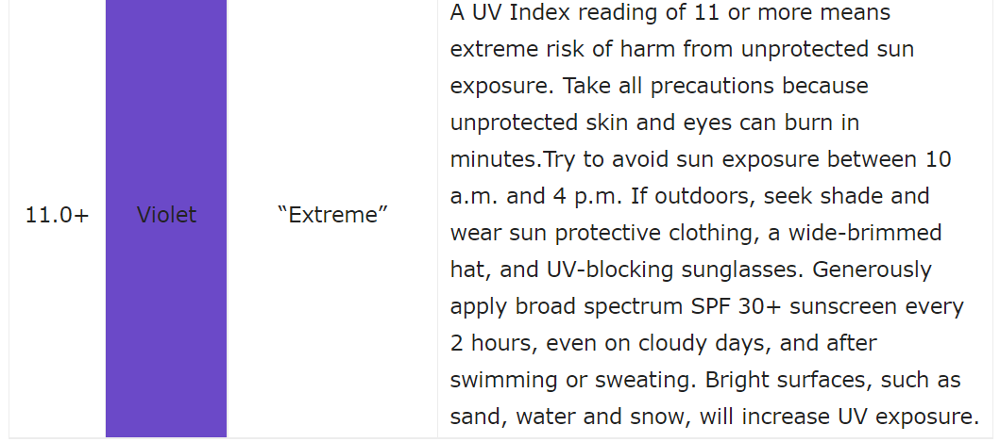 11.0+
Violet
“Extreme”
A UV Index reading of 11 or more means
extreme risk of harm from unprotected sun
exposure. Take all precautions because
unprotected skin and eyes can burn in
minutes.Try to avoid sun exposure between 10
a.m. and 4 p.m. If outdoors, seek shade and
wear sun protective clothing, a wide-brimmed
hat, and UV-blocking sunglasses. Generously
apply broad spectrum SPF 30+ sunscreen every
2 hours, even on cloudy days, and after
swimming or sweating. Bright surfaces, such as
sand, water and snow, will increase UV exposure.